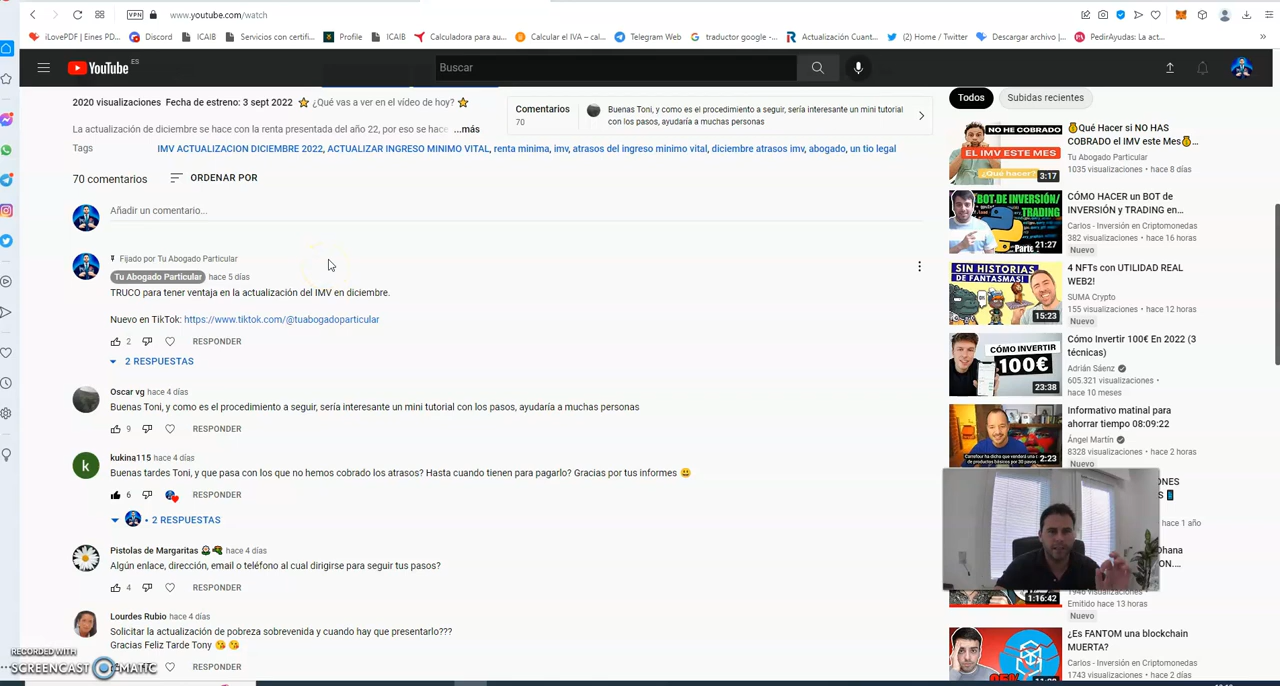 VPN www.youtube.com/watch
iLovePDF | Eines PD...
Discord
ICAIB
Servicios con certifi...
Profile
ICAIB
Calculadora para au...
Calcular el IVA – cal...
Telegram Web
traductor google -...
Actualización Cuant...
(2) Home / Twitter
Descargar archivo |...
PedirAyudas: La act...
YouTube ES
Buscar
2020 visualizaciones Fecha de estreno: 3 sept 2022 ⭐ ¿Qué vas a ver en el vídeo de hoy? ⭐
La actualización de diciembre se hace con la renta presentada del año 22, por eso se hace ...más
Comentarios
70
Buenas Toni, y como es el procedimiento a seguir, sería interesante un mini tutorial
con los pasos, ayudaría a muchas personas
Tags IMV ACTUALIZACION DICIEMBRE 2022, ACTUALIZAR INGRESO MINIMO VITAL, renta minima, imv, atrasos del ingreso minimo vital, diciembre atrasos imv, abogado, un tio legal
70 comentarios ORDENAR POR
Añadir un comentario...
Fijado por Tu Abogado Particular
Tu Abogado Particular hace 5 días
TRUCO para tener ventaja en la actualización del IMV en diciembre.
Nuevo en TikTok: https://www.tiktok.com/@tuabogadoparticular
2 RESPONDER
2 RESPUESTAS
Oscar vg hace 4 días
Buenas Toni, y como es el procedimiento a seguir, sería interesante un mini tutorial con los pasos, ayudaría a muchas personas
9 RESPONDER
k
kukina115 hace 4 días
Buenas tardes Toni, y que pasa con los que no han cobrado los atrasos? Hasta cuando tienen para pagarlo? Gracias por tus informes 😃
6 RESPONDER
• 2 RESPUESTAS
Pistolas de Margaritas hace 4 días
Algún enlace, dirección, email o teléfono al cual dirigirse para seguir tus pasos?
4 RESPONDER
Lourdes Rubio hace 4 días
Solicitar la actualización de pobreza sobrevenida y cuando hay que presentarlo???
Gracias Feliz Tarde Tony 😘 😘
RESPONDER
RECORDED WITH
SCREENCAST MATIC
Todos Subidas recientes
NO HE COBRADO
EL IMV ESTE MES
¿Qué hacer?
3:17
💰Qué Hacer si NO HAS
COBRADO el IMV este Mes💰...
Tu Abogado Particular
1035 visualizaciones • hace 8 días
BOT DE
INVERSIÓN/
TRADING
Parte
21:27
CÓMO HACER un BOT de
INVERSIÓN y TRADING en...
Carlos - Inversión en Criptomonedas
382 visualizaciones • hace 16 horas
Nuevo
SIN HISTORIAS
DE FANTASMAS!
15:23
4 NFTs con UTILIDAD REAL
WEB2!
SUMA Crypto
155 visualizaciones • hace 12 horas
Nuevo
CÓMO INVERTIR
100€
23:38
Cómo Invertir 100€ En 2022 (3
técnicas)
Adrián Sáenz
605.321 visualizaciones •
hace 10 meses
Carrefour ha dicho que venderá una
de productos básicos por 30 pavos
2:23
Informativo matinal para
ahorrar tiempo 08:09:22
Ángel Martín
8328 visualizaciones • hace 2 horas
Nuevo
hace 1 año
1:16:42
1946 visualizaciones
Emitido hace 13 horas
Nuevo
¿Es FANTOM una blockchain
MUERTA?
Carlos - Inversión en Criptomonedas
1743 visualizaciones • hace 2 días